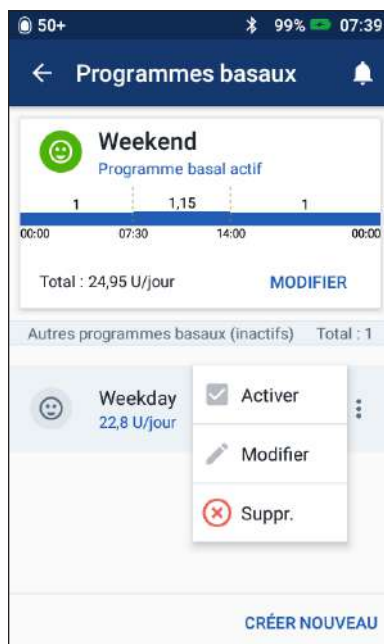 50+ 99% 07:39
Programmes basaux
Weekend
Programme basal actif
1 1,15 1
00:00 07:30 14:00 00:00
Total : 24,95 U/jour MODIFIER
Autres programmes basaux (inactifs) Total : 1
Weekday
22,8 U/jour
Activer
Modifier
Suppr.
CRÉER NOUVEAU